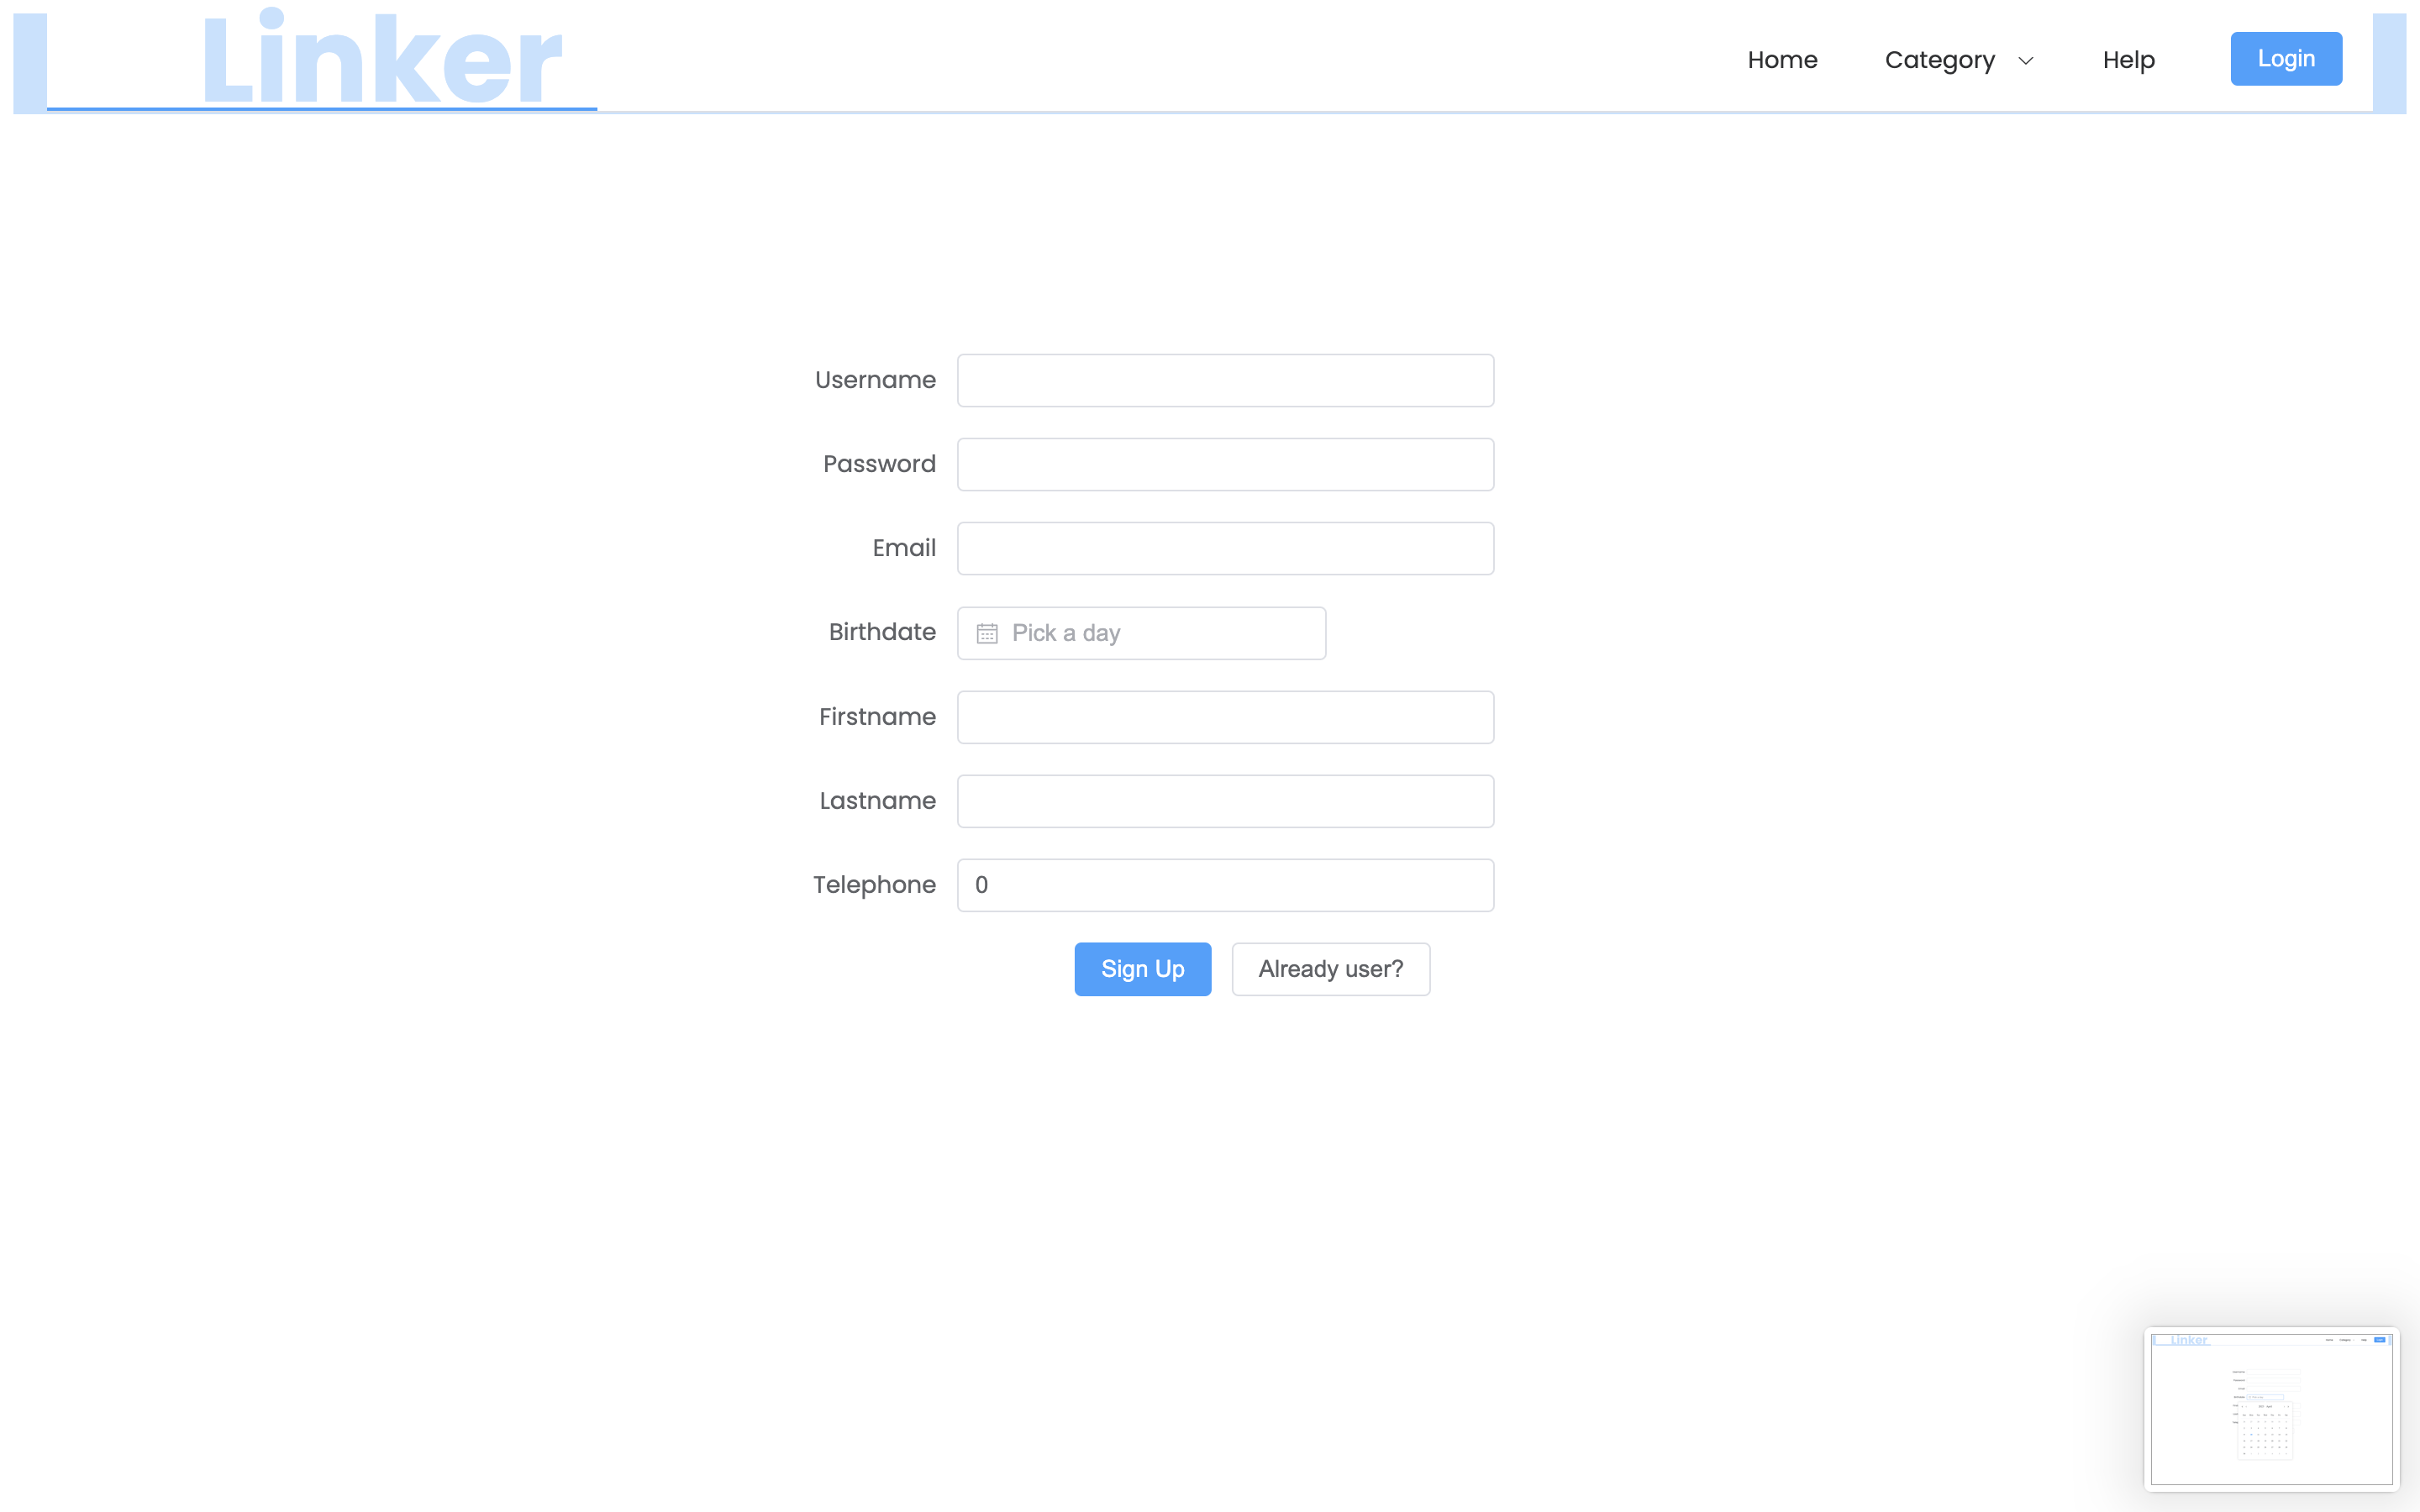 Linker
Home Category Help Login
Username
Password
Email
Birthdate Pick a day
Firstname
Lastname
Telephone 0
Sign Up Already user?
Linker